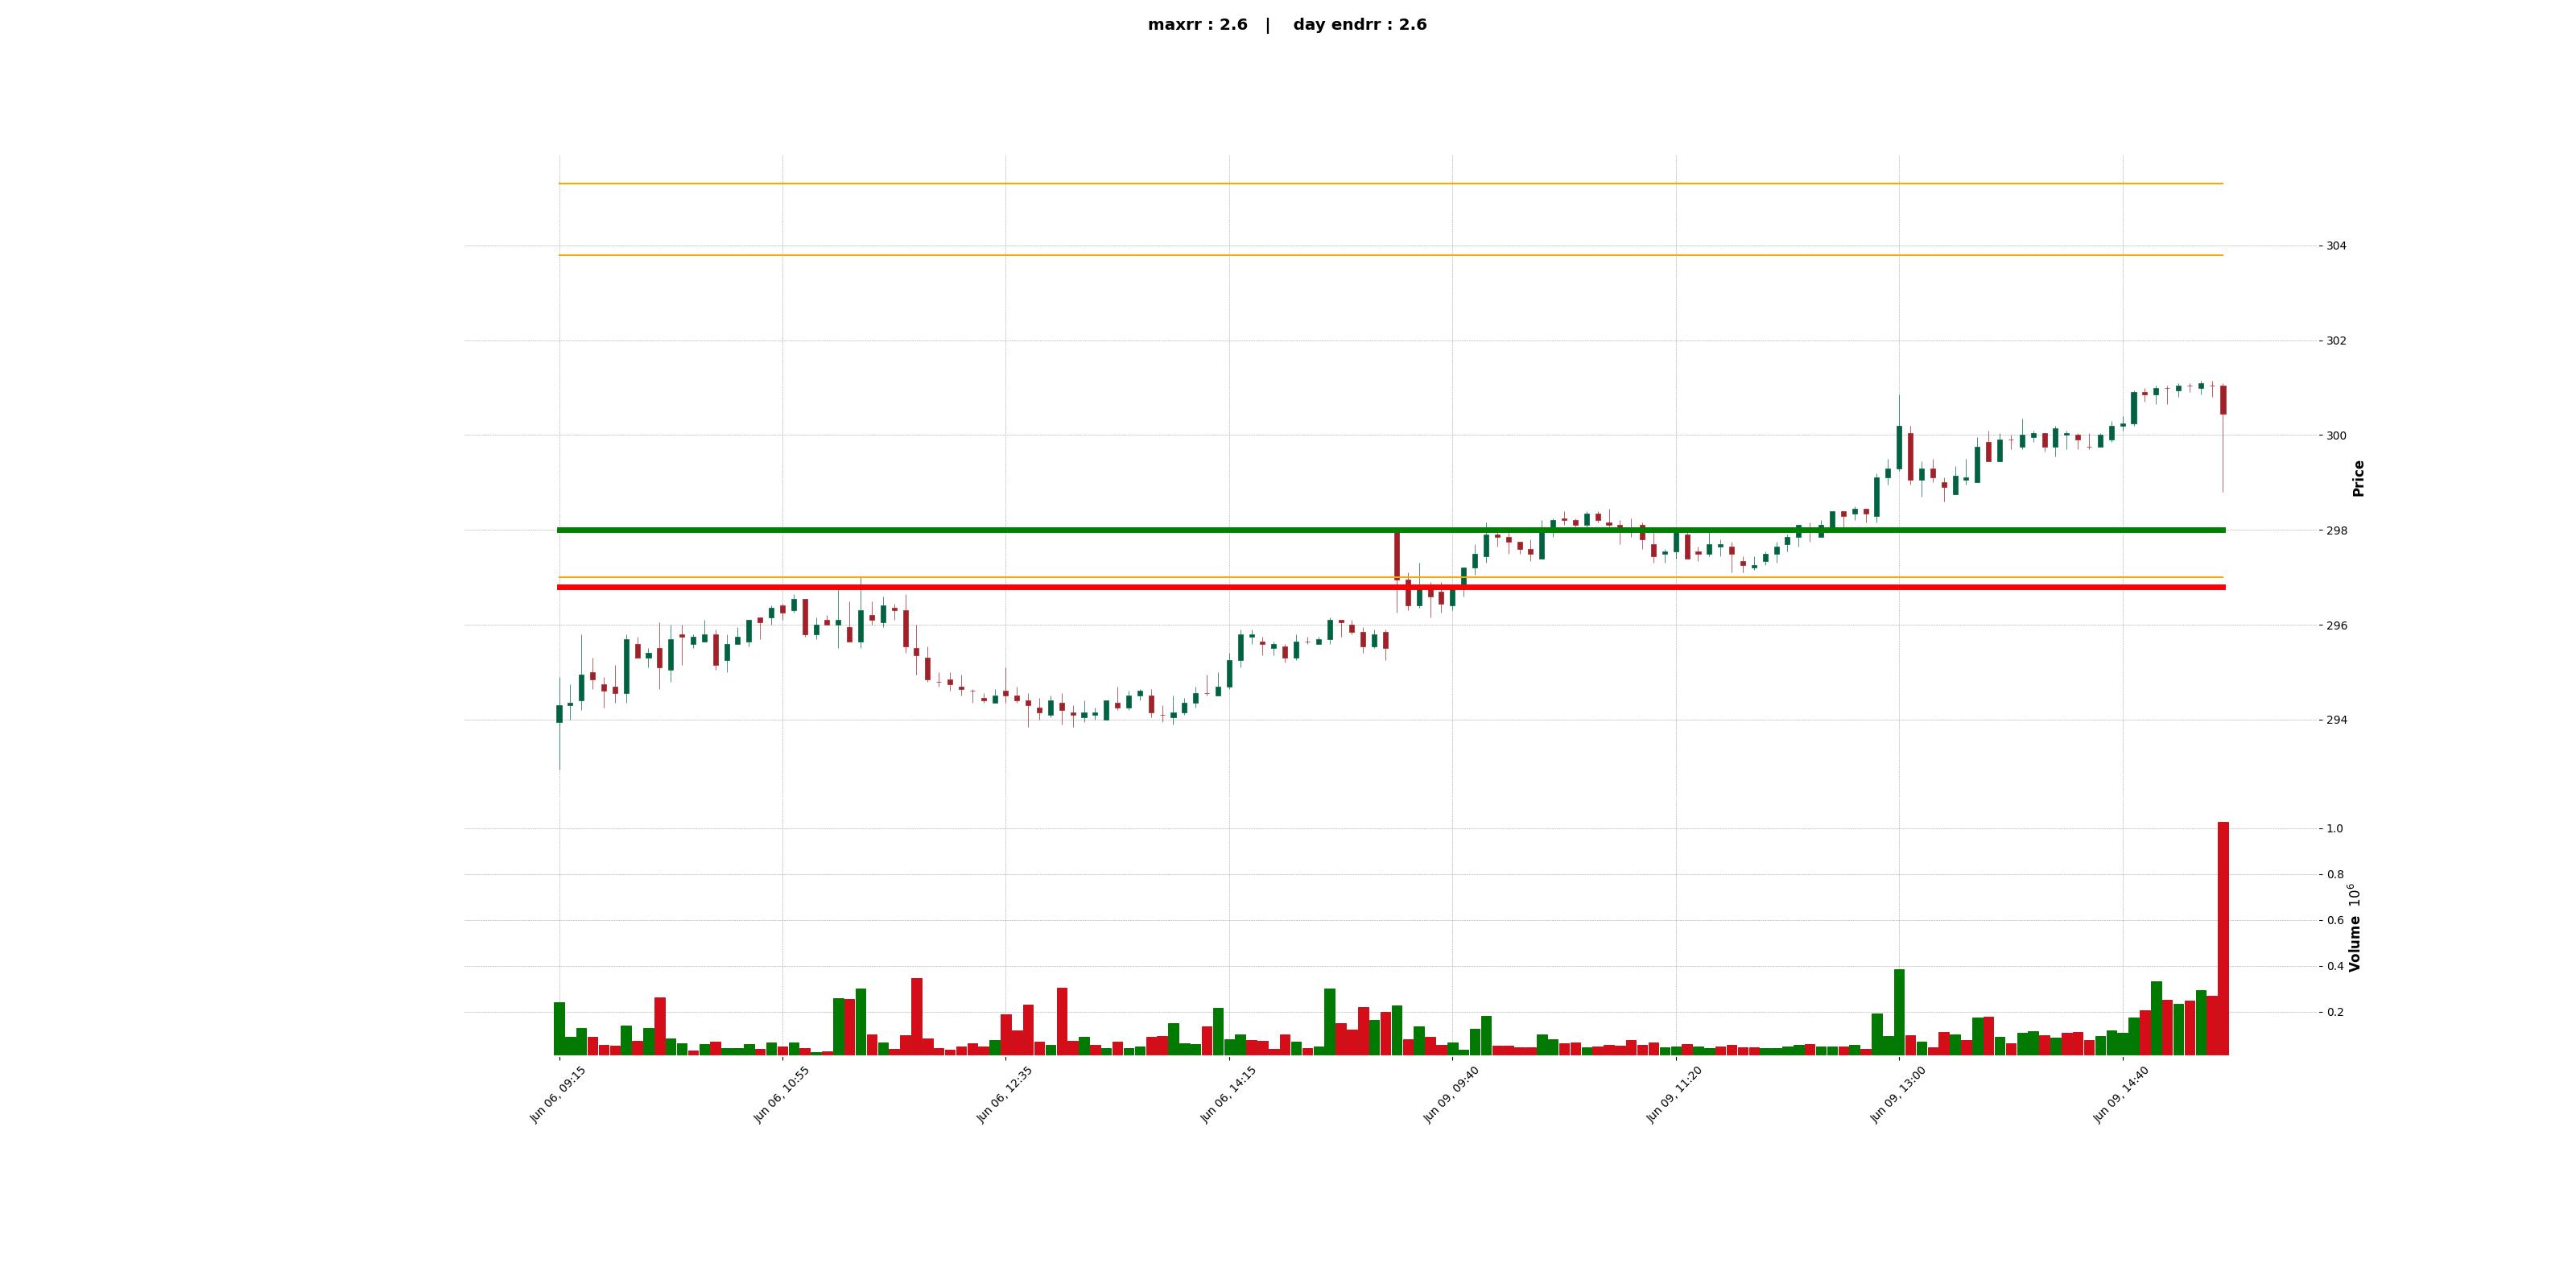 maxrr : 2.6   |    day endrr : 2.6
304
302
300
298
296
294
Price
1.0
0.8
0.6
0.4
0.2
Volume 10⁶
Jun 06, 09:15
Jun 06, 10:55
Jun 06, 12:35
Jun 06, 14:15
Jun 09, 09:40
Jun 09, 11:20
Jun 09, 13:00
Jun 09, 14:40